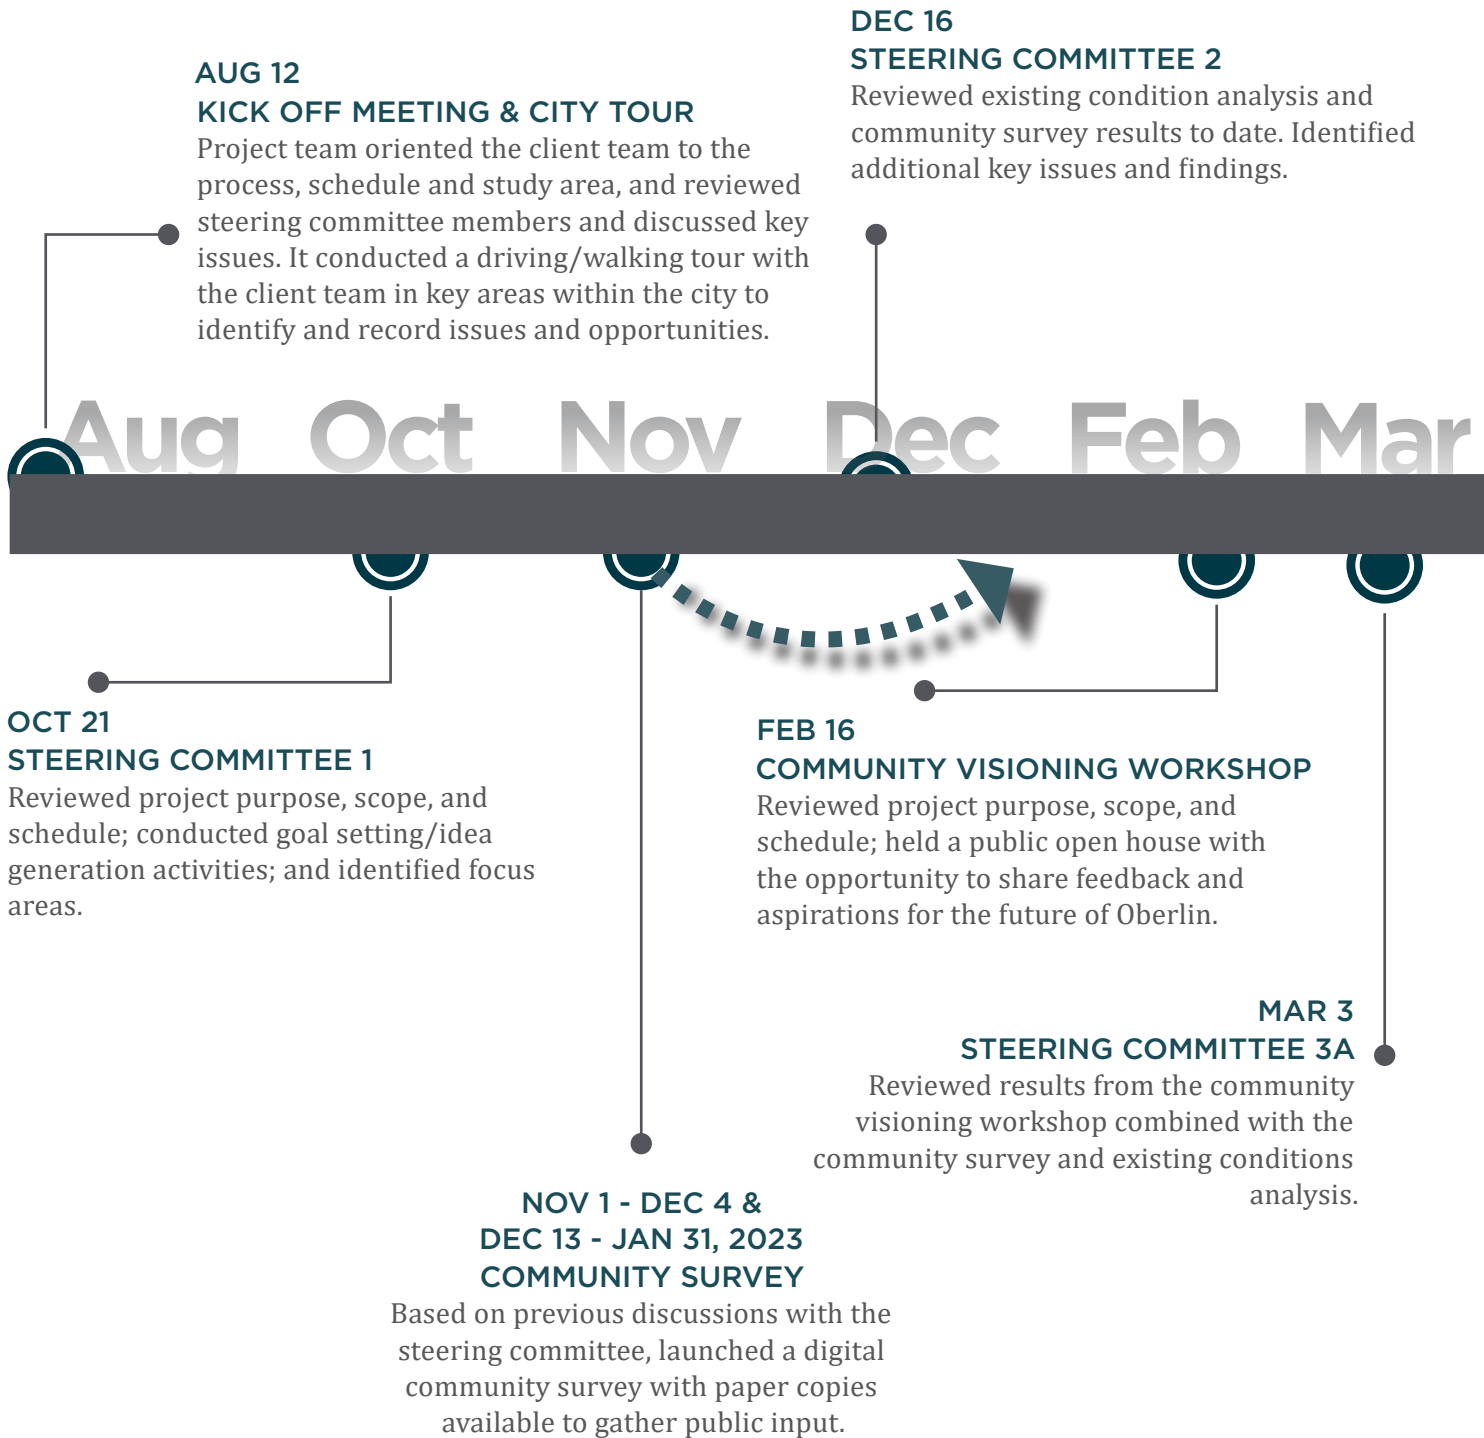 AUG 12
KICK OFF MEETING & CITY TOUR
Project team oriented the client team to the
process, schedule and study area, and reviewed
steering committee members and discussed key
issues. It conducted a driving/walking tour with
the client team in key areas within the city to
identify and record issues and opportunities.
DEC 16
STEERING COMMITTEE 2
Reviewed existing condition analysis and
community survey results to date. Identified
additional key issues and findings.
Aug Oct Nov Dec Feb Mar
OCT 21
STEERING COMMITTEE 1
Reviewed project purpose, scope, and
schedule; conducted goal setting/idea
generation activities; and identified focus
areas.
FEB 16
COMMUNITY VISIONING WORKSHOP
Reviewed project purpose, scope, and
schedule; held a public open house with
the opportunity to share feedback and
aspirations for the future of Oberlin.
MAR 3
STEERING COMMITTEE 3A
Reviewed results from the community
visioning workshop combined with the
community survey and existing conditions
analysis.
NOV 1 - DEC 4 &
DEC 13 - JAN 31, 2023
COMMUNITY SURVEY
Based on previous discussions with the
steering committee, launched a digital
community survey with paper copies
available to gather public input.